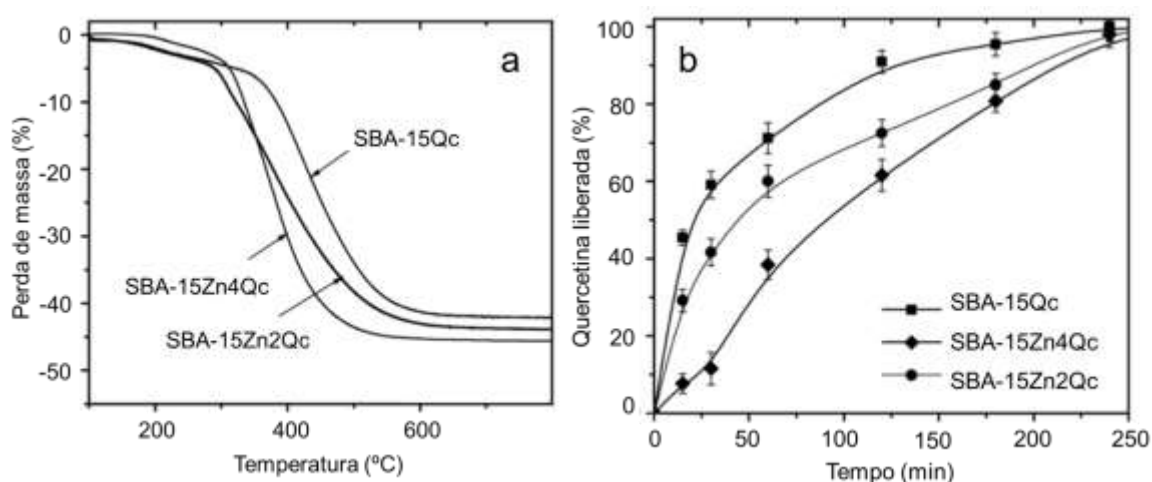 a
0
-10
-20
-30
-40
-50
Perda de massa (%)
SBA-15Qc
SBA-15Zn4Qc
SBA-15Zn2Qc
200
400
600
Temperatura (ºC)
b
100
80
60
40
20
0
Quercetina liberada (%)
SBA-15Qc
SBA-15Zn4Qc
SBA-15Zn2Qc
0
50
100
150
200
250
Tempo (min)